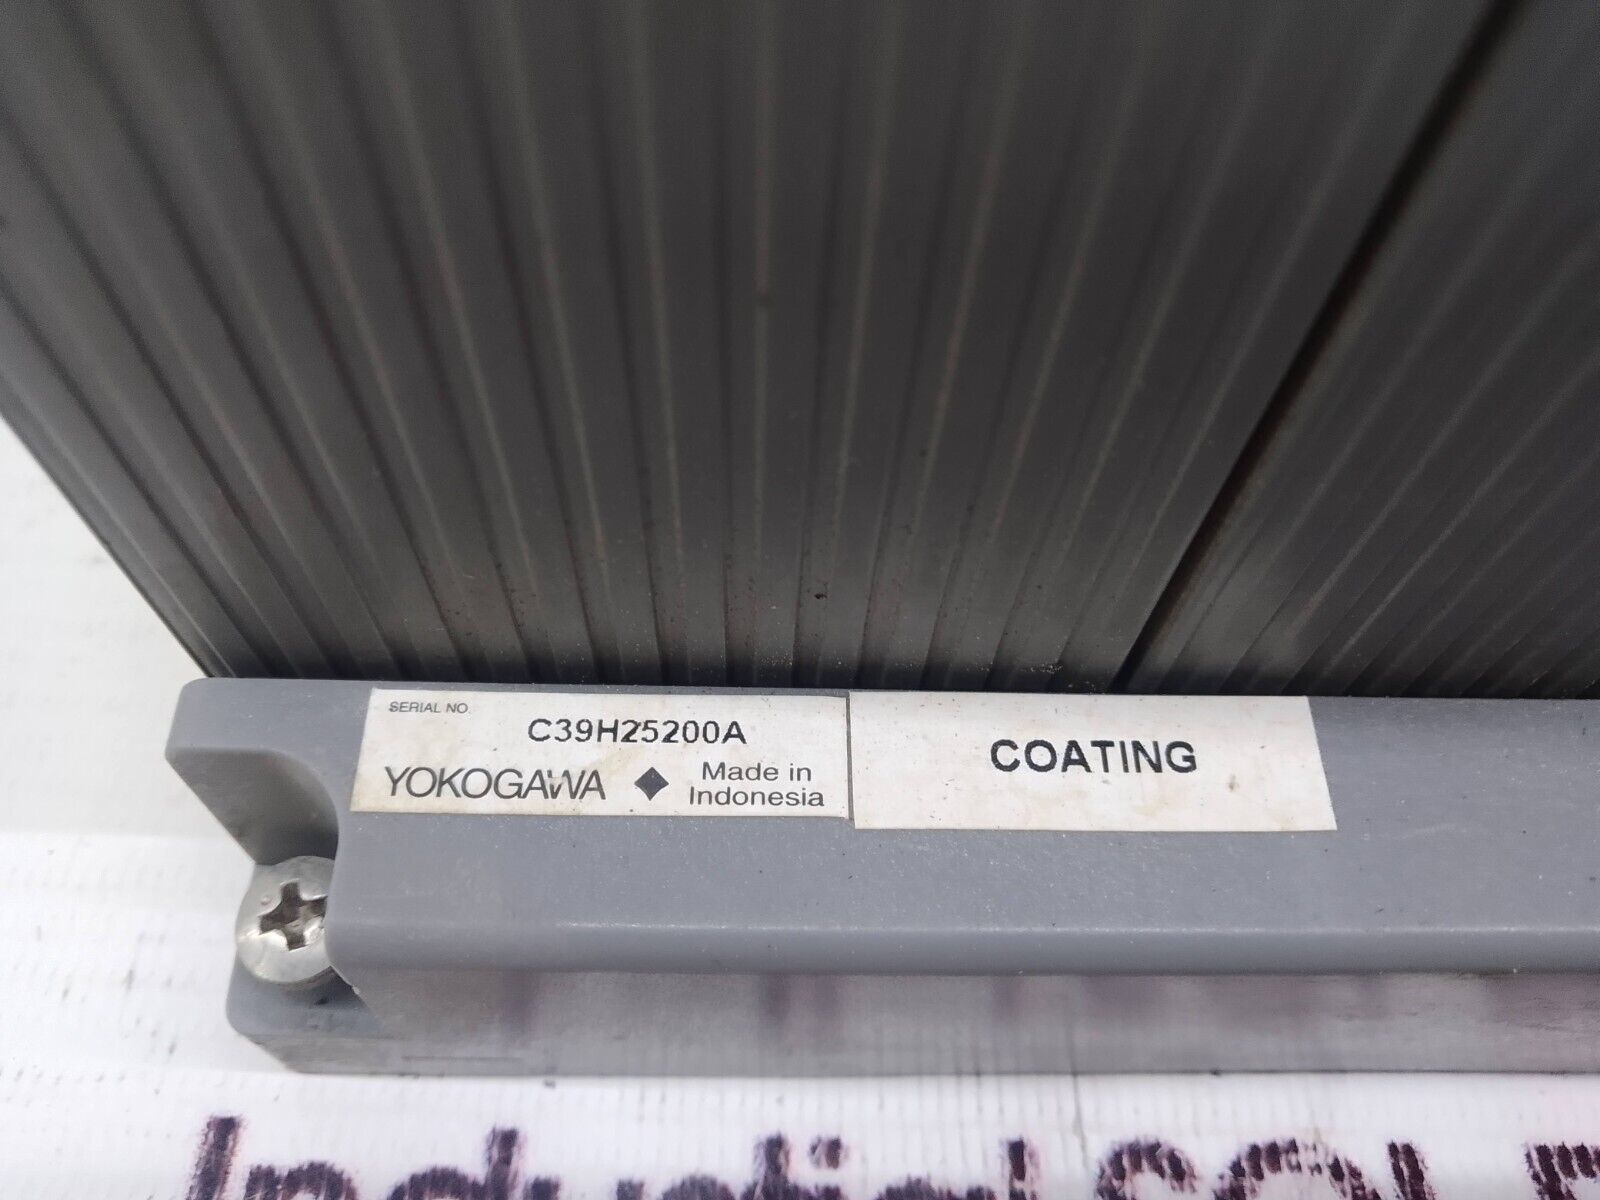 SERIAL NO.
C39H25200A
YOKOGAWA ◆ Made in
Indonesia
COATING